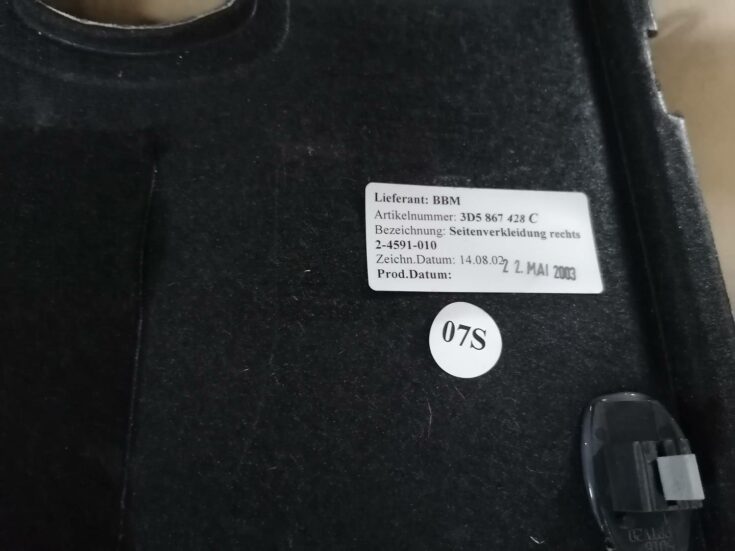 Lieferant: BBM
Artikelnummer: 3D5 867 428 C
Bezeichnung: Seitenverkleidung rechts
2-4591-010
Zeichn.Datum: 14.08.02
Prod.Datum: 22. MAI 2003
07S